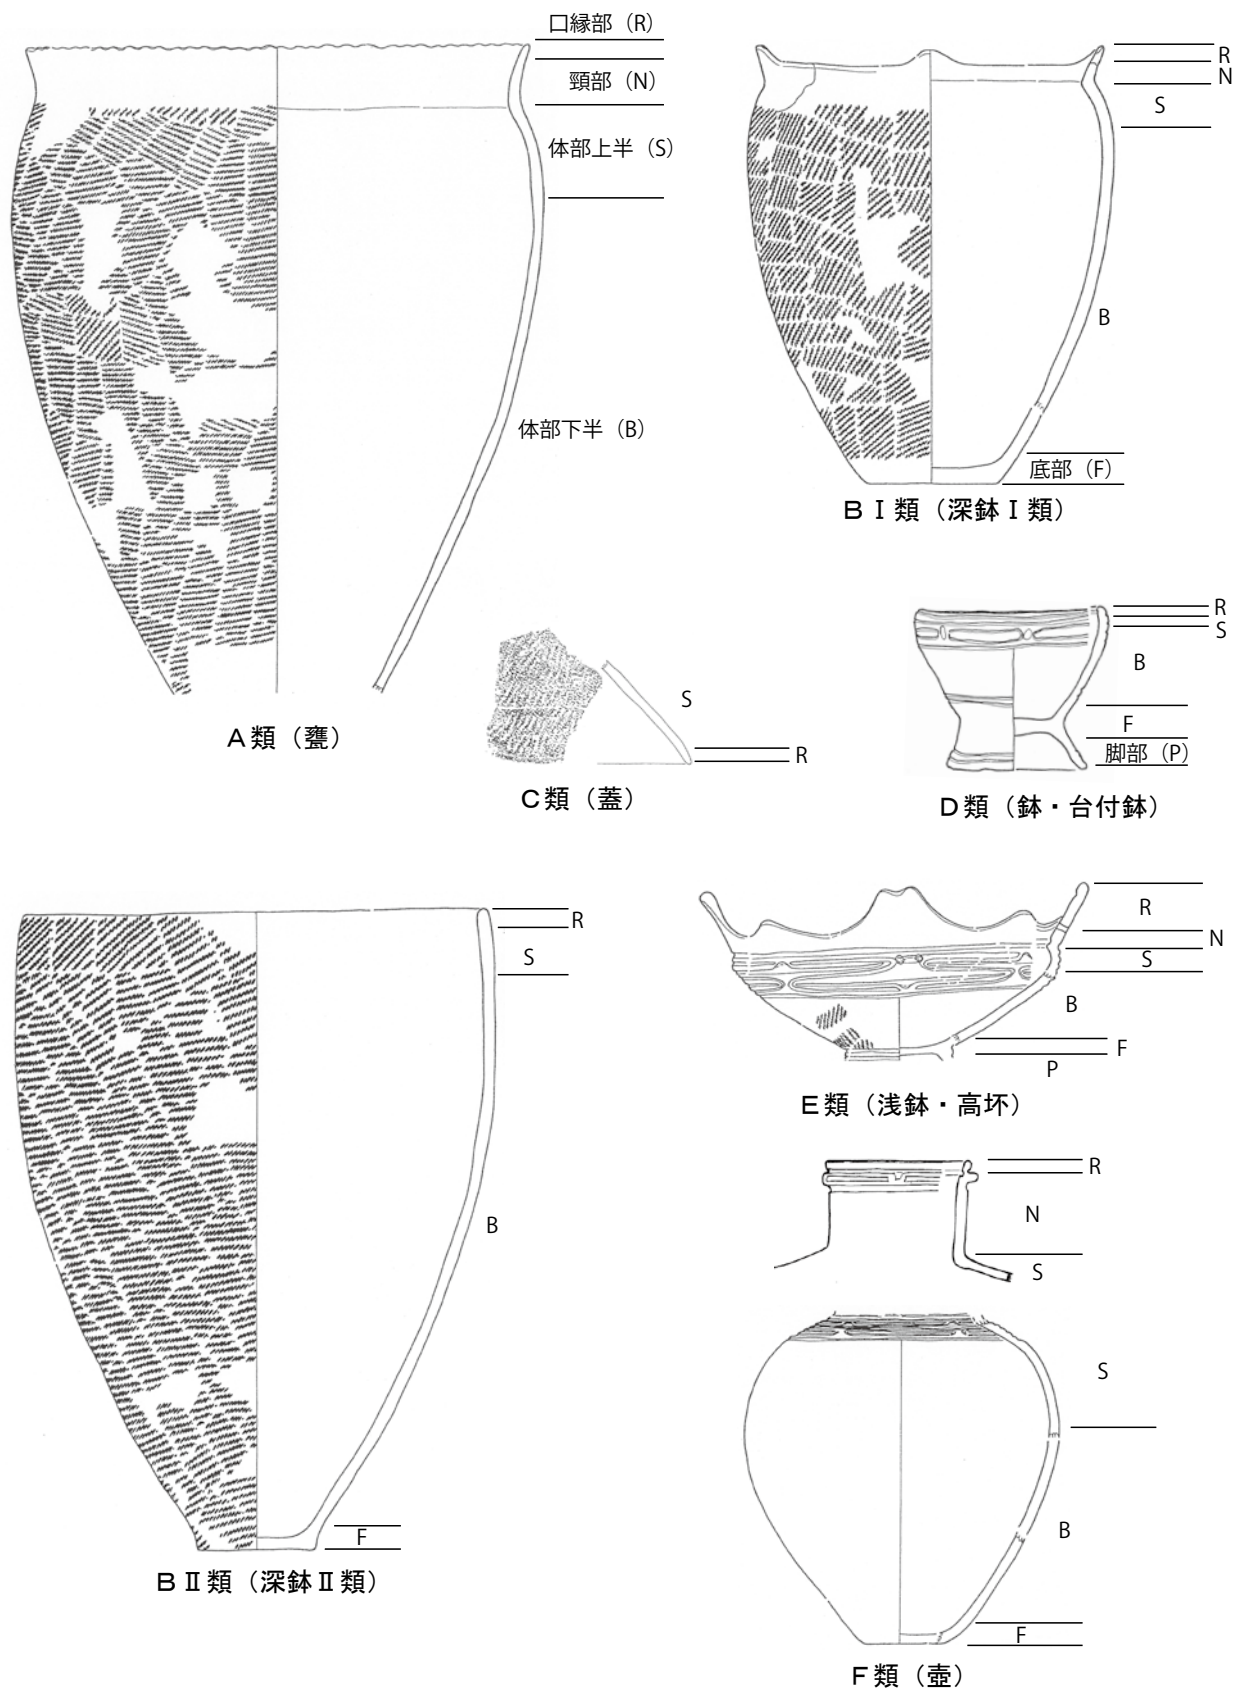 口縁部（R）
頸部（N）
体部上半（S）
体部下半（B）
A類（甕）
R
N
S
B
底部（F）
BⅠ類（深鉢Ⅰ類）
S
R
C類（蓋）
R
S
B
F
脚部（P）
D類（鉢・台付鉢）
R
S
B
F
BⅡ類（深鉢Ⅱ類）
R
N
S
B
F
P
E類（浅鉢・高坏）
R
N
S
S
B
F
F類（壺）